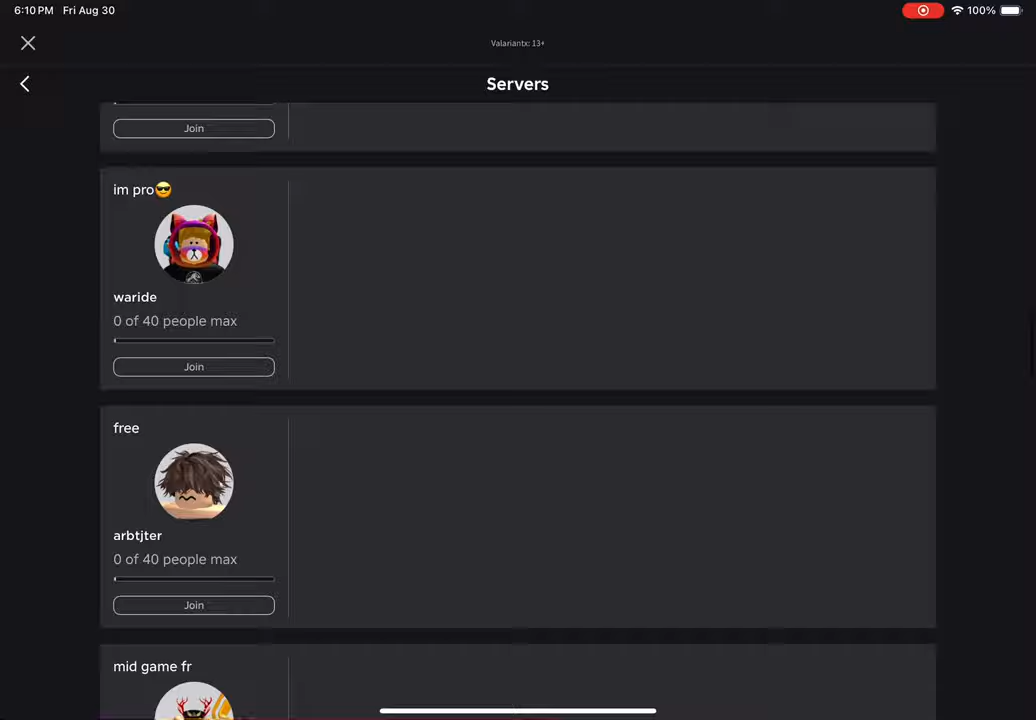 6:10 PM Fri Aug 30
100%
Valariantx: 13+
Servers
Join
im pro😎
waride
0 of 40 people max
Join
free
arbtjter
0 of 40 people max
Join
mid game fr